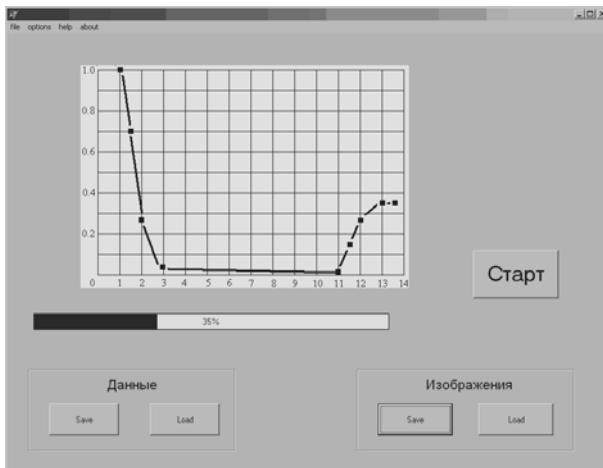 file options help about
1.0
0.8
0.6
0.4
0.2
0 1 2 3 4 5 6 7 8 9 10 11 12 13 14
Старт
35%
Данные
Изображения
Save Load
Save Load